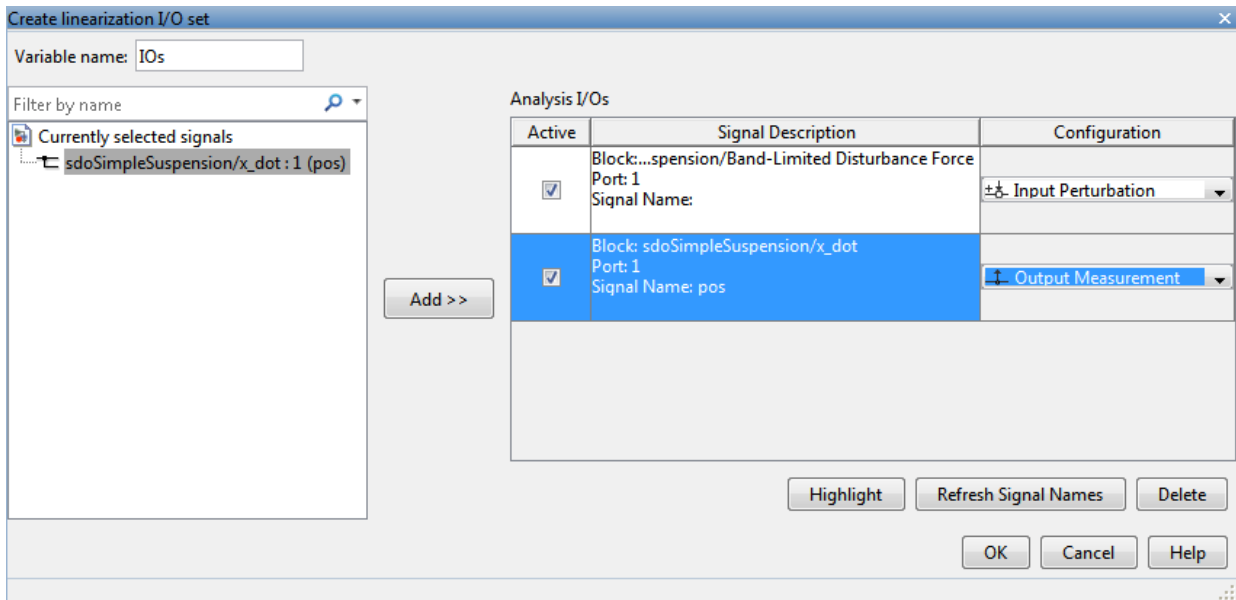 Create linearization I/O set
Variable name: IOs
Filter by name
Currently selected signals
sdoSimpleSuspension/x_dot : 1 (pos)
Add >>
Analysis I/Os
Active Signal Description Configuration
Block:...spension/Band-Limited Disturbance Force
Port: 1
Signal Name:
Input Perturbation
Block: sdoSimpleSuspension/x_dot
Port: 1
Signal Name: pos
Output Measurement
Highlight Refresh Signal Names Delete
OK Cancel Help